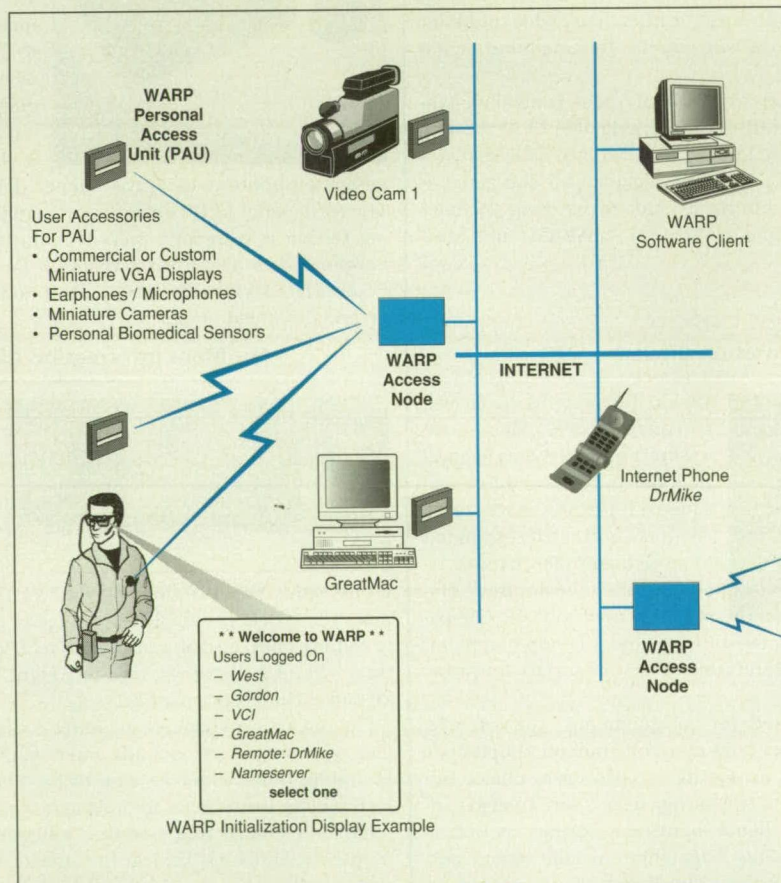 WARP
Personal
Access
Unit (PAU)
Video Cam 1
WARP
Software Client
User Accessories
For PAU
• Commercial or Custom
Miniature VGA Displays
• Earphones / Microphones
• Miniature Cameras
• Personal Biomedical Sensors
WARP
Access
Node
INTERNET
Internet Phone
DrMike
GreatMac
WARP
Access
Node
* * Welcome to WARP * *
Users Logged On
– West
– Gordon
– VCI
– GreatMac
– Remote: DrMike
– Nameserver
select one
WARP Initialization Display Example